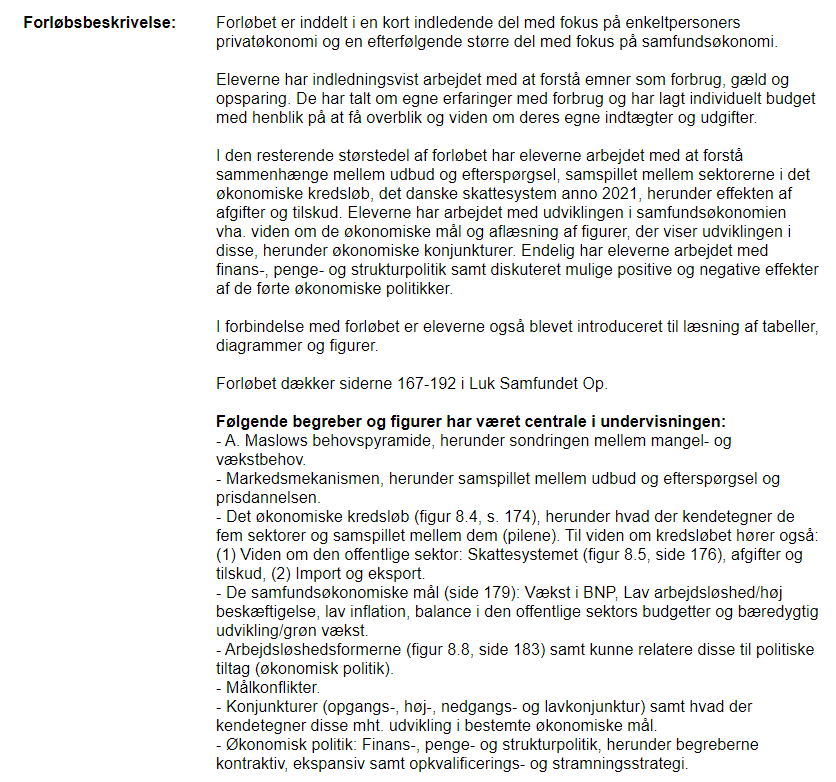 Forløbsbeskrivelse: Forløbet er inddelt i en kort indledende del med fokus på enkeltpersoners
privatøkonomi og en efterfølgende større del med fokus på samfundsøkonomi.
Eleverne har indledningsvist arbejdet med at forstå emner som forbrug, gæld og
opsparing. De har talt om egne erfaringer med forbrug og har lagt individuelt budget
med henblik på at få overblik og viden om deres egne indtægter og udgifter.
I den resterende størstedel af forløbet har eleverne arbejdet med at forstå
sammenhænge mellem udbud og efterspørgsel, samspillet mellem sektorerne i det
økonomiske kredsløb, det danske skattesystem anno 2021, herunder effekten af
afgifter og tilskud. Eleverne har arbejdet med udviklingen i samfundsøkonomien
vha. viden om de økonomiske mål og aflæsning af figurer, der viser udviklingen i
disse, herunder økonomiske konjunkturer. Endelig har eleverne arbejdet med
finans-, penge- og strukturpolitik samt diskuteret mulige positive og negative effekter
af de førte økonomiske politikker.
I forbindelse med forløbet er eleverne også blevet introduceret til læsning af tabeller,
diagrammer og figurer.
Forløbet dækker siderne 167-192 i Luk Samfundet Op.
Følgende begreber og figurer har været centrale i undervisningen:
- A. Maslows behovspyramide, herunder sondringen mellem mangel- og
vækstbehov.
- Markedsmekanismen, herunder samspillet mellem udbud og efterspørgsel og
prisdannelsen.
- Det økonomiske kredsløb (figur 8.4, s. 174), herunder hvad der kendetegner de
fem sektorer og samspillet mellem dem (pilene). Til viden om kredsløbet hører også:
(1) Viden om den offentlige sektor: Skattesystemet (figur 8.5, side 176), afgifter og
tilskud, (2) Import og eksport.
- De samfundsøkonomiske mål (side 179): Vækst i BNP, Lav arbejdsløshed/høj
beskæftigelse, lav inflation, balance i den offentlige sektors budgetter og bæredygtig
udvikling/grøn vækst.
- Arbejdsløshedsformerne (figur 8.8, side 183) samt kunne relatere disse til politiske
tiltag (økonomisk politik).
- Målkonflikter.
- Konjunkturer (opgangs-, høj-, nedgangs- og lavkonjunktur) samt hvad der
kendetegner disse mht. udvikling i bestemte økonomiske mål.
- Økonomisk politik: Finans-, penge- og strukturpolitik, herunder begreberne
kontraktiv, ekspansiv samt opkvalificerings- og stramningsstrategi.